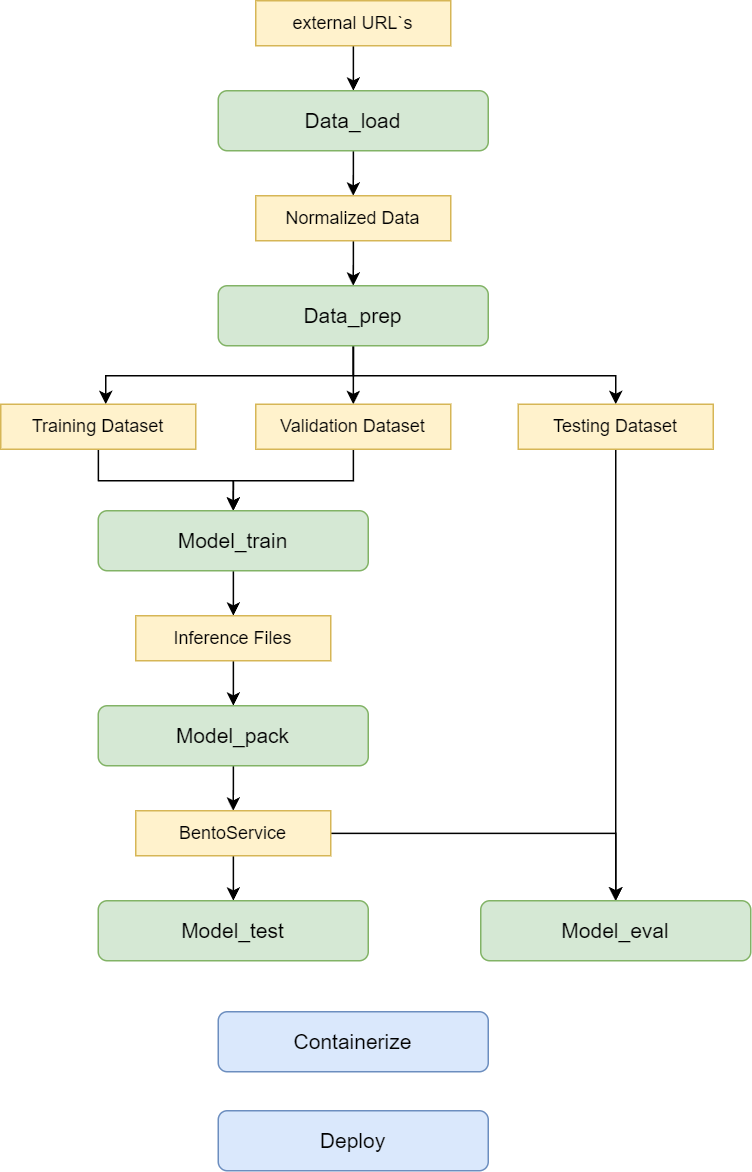 external URL`s
Data_load
Normalized Data
Data_prep
Training Dataset
Validation Dataset
Testing Dataset
Model_train
Inference Files
Model_pack
BentoService
Model_test
Model_eval
Containerize
Deploy